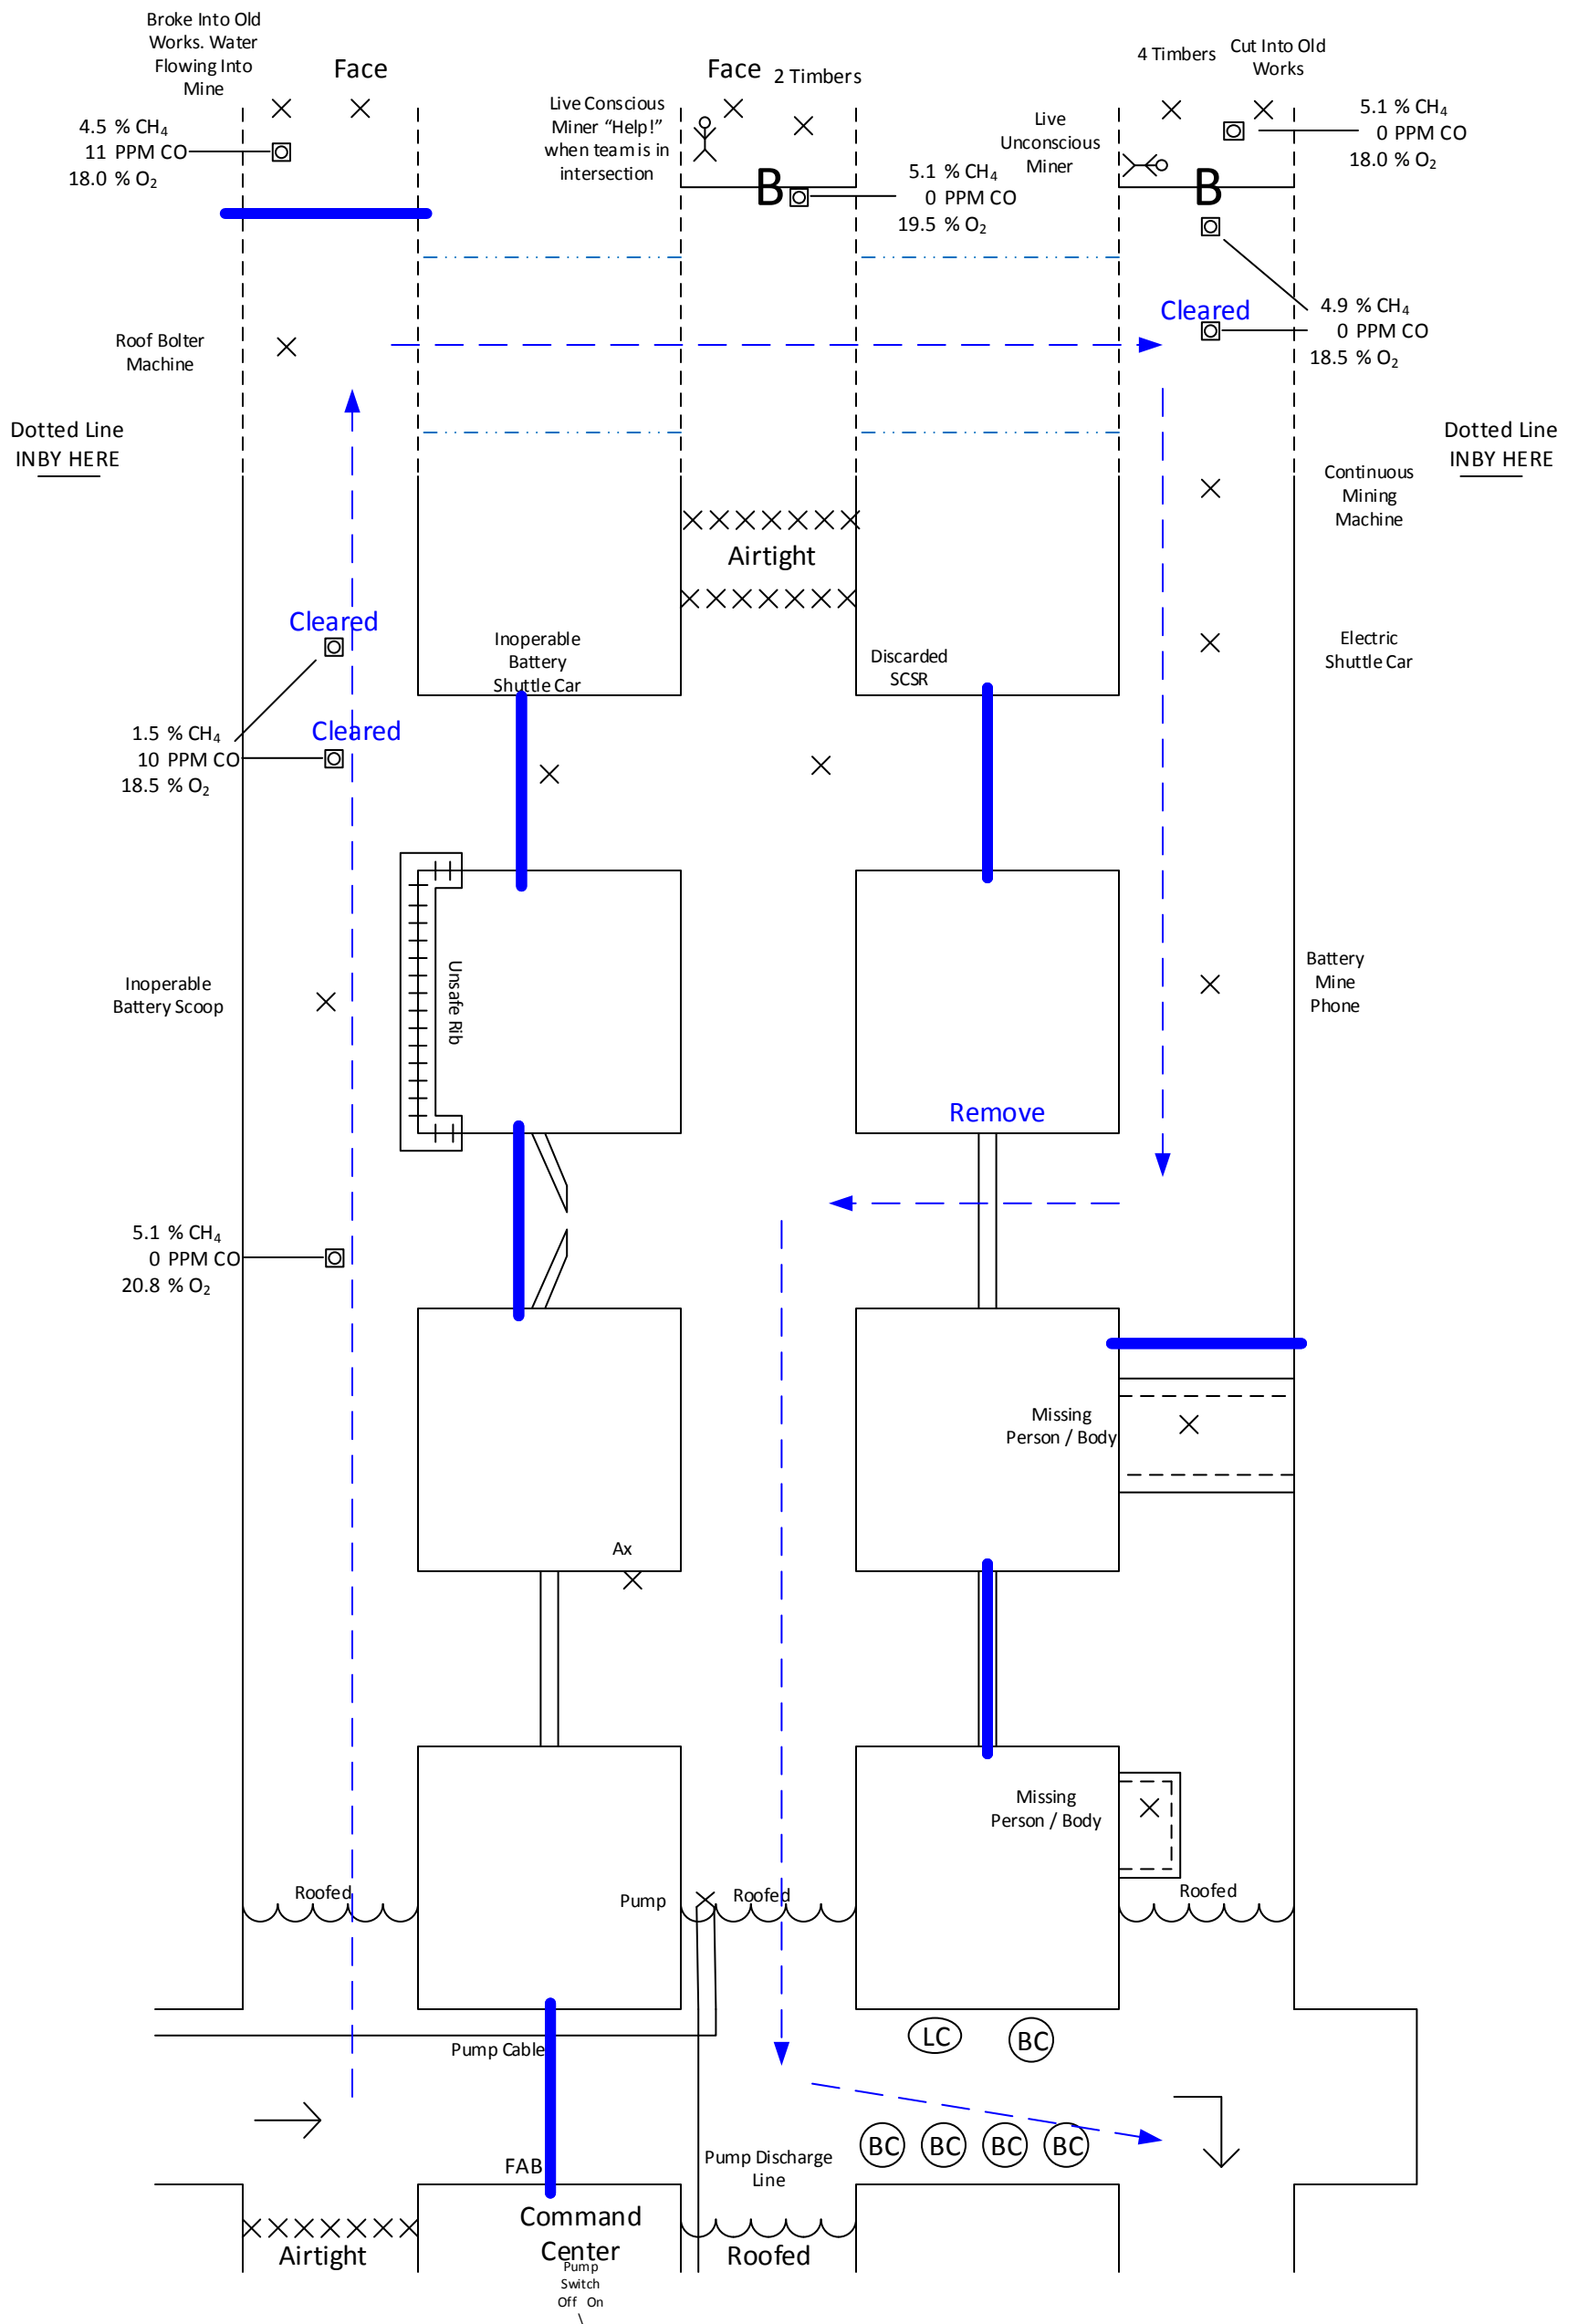 Broke Into Old
Works. Water
Flowing Into
Mine
Face
Face
2 Timbers
4 Timbers
Cut Into Old
Works
4.5 % CH₄
11 PPM CO
18.0 % O₂
Live Conscious
Miner “Help!”
when team is in
intersection
Live
Unconscious
Miner
5.1 % CH₄
0 PPM CO
18.0 % O₂
B
5.1 % CH₄
0 PPM CO
19.5 % O₂
B
Cleared
4.9 % CH₄
0 PPM CO
18.5 % O₂
Roof Bolter
Machine
Dotted Line
INBY HERE
Dotted Line
INBY HERE
Continuous
Mining
Machine
Airtight
Cleared
Inoperable
Battery
Shuttle Car
Discarded
SCSR
Electric
Shuttle Car
Cleared
1.5 % CH₄
10 PPM CO
18.5 % O₂
Inoperable
Battery Scoop
Unsafe Rib
Battery
Mine
Phone
Remove
5.1 % CH₄
0 PPM CO
20.8 % O₂
Missing
Person / Body
Ax
Missing
Person / Body
Roofed
Pump
Roofed
Roofed
LC
BC
Pump Cable
FAB
Pump Discharge
Line
BC
BC
BC
BC
Command
Center
Airtight
Roofed
Pump
Switch
Off On